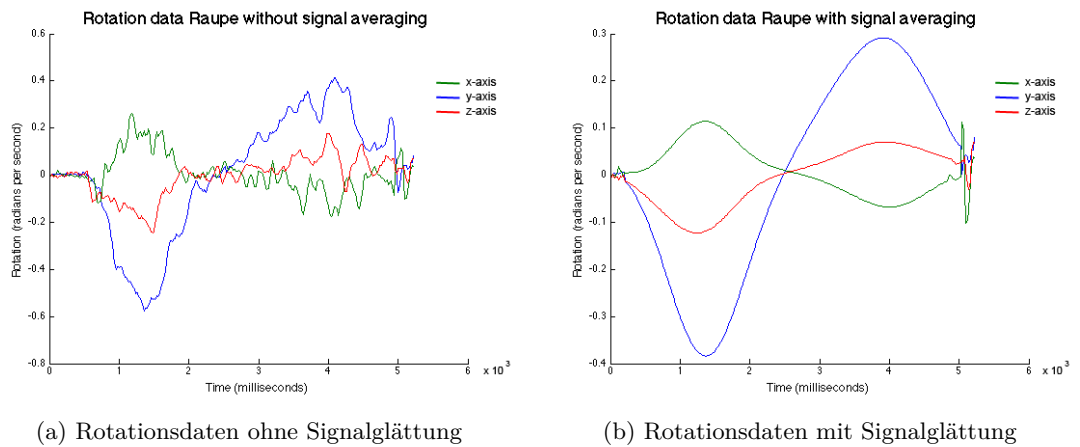 Rotation data Raupe without signal averaging
0.6
0.4
0.2
0
-0.2
-0.4
-0.6
-0.8
Rotation (radians per second)
x-axis
y-axis
z-axis
0 1 2 3 4 5 6
x 10 3
Time (milliseconds)
(a) Rotationsdaten ohne Signalglättung
Rotation data Raupe with signal averaging
0.3
0.2
0.1
0
-0.1
-0.2
-0.3
-0.4
Rotation (radians per second)
x-axis
y-axis
z-axis
0 1 2 3 4 5 6
x 10 3
Time (milliseconds)
(b) Rotationsdaten mit Signalglättung